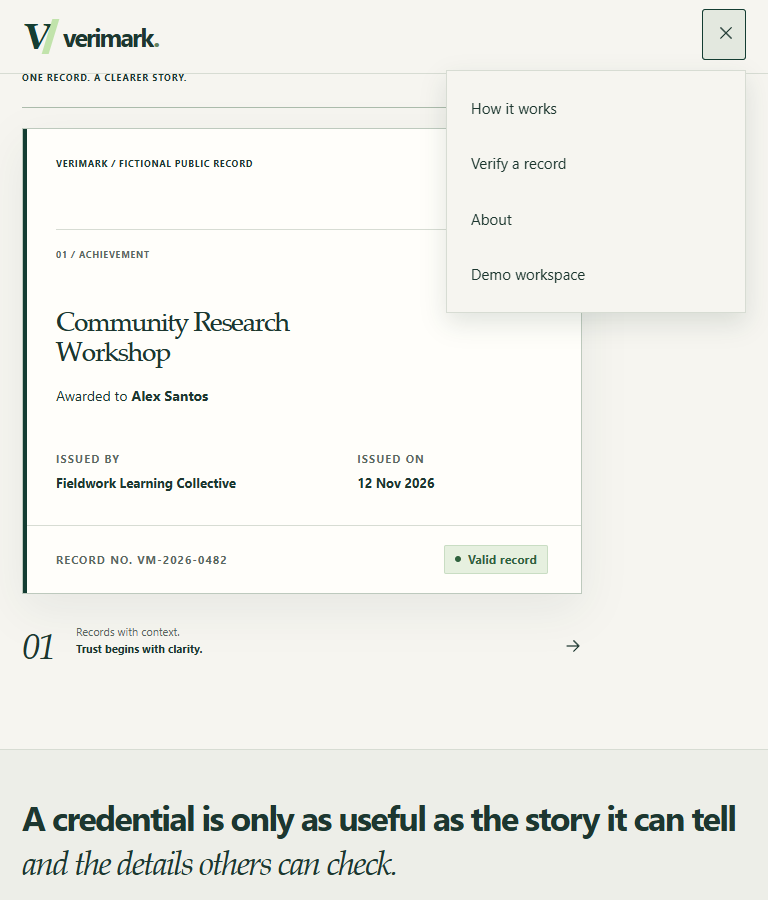 V verimark.
ONE RECORD. A CLEARER STORY.
How it works
Verify a record
About
Demo workspace
VERIMARK / FICTIONAL PUBLIC RECORD
01 / ACHIEVEMENT
Community Research
Workshop
Awarded to Alex Santos
ISSUED BY
Fieldwork Learning Collective
ISSUED ON
12 Nov 2026
RECORD NO. VM-2026-0482
Valid record
01
Records with context.
Trust begins with clarity.
A credential is only as useful as the story it can tell
and the details others can check.